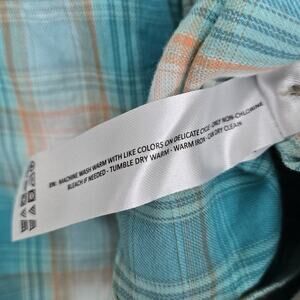 EN: MACHINE WASH WARM WITH LIKE COLORS ON DELICATE CYCLE · ONLY NON-CHLORINE
BLEACH IF NEEDED · TUMBLE DRY WARM · WARM IRON · CAN DRY CLEAN